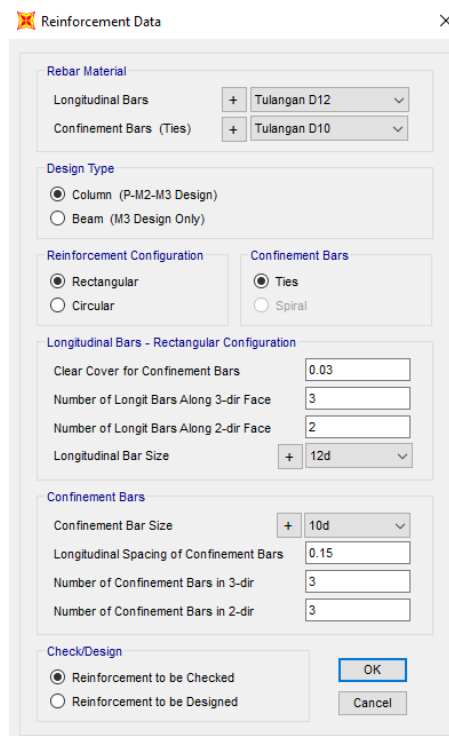 Reinforcement Data
Rebar Material
Longitudinal Bars + Tulangan D12
Confinement Bars (Ties) + Tulangan D10
Design Type
Column (P-M2-M3 Design)
Beam (M3 Design Only)
Reinforcement Configuration
Rectangular
Circular
Confinement Bars
Ties
Spiral
Longitudinal Bars - Rectangular Configuration
Clear Cover for Confinement Bars 0.03
Number of Longit Bars Along 3-dir Face 3
Number of Longit Bars Along 2-dir Face 2
Longitudinal Bar Size + 12d
Confinement Bars
Confinement Bar Size + 10d
Longitudinal Spacing of Confinement Bars 0.15
Number of Confinement Bars in 3-dir 3
Number of Confinement Bars in 2-dir 3
Check/Design
Reinforcement to be Checked
Reinforcement to be Designed
OK
Cancel